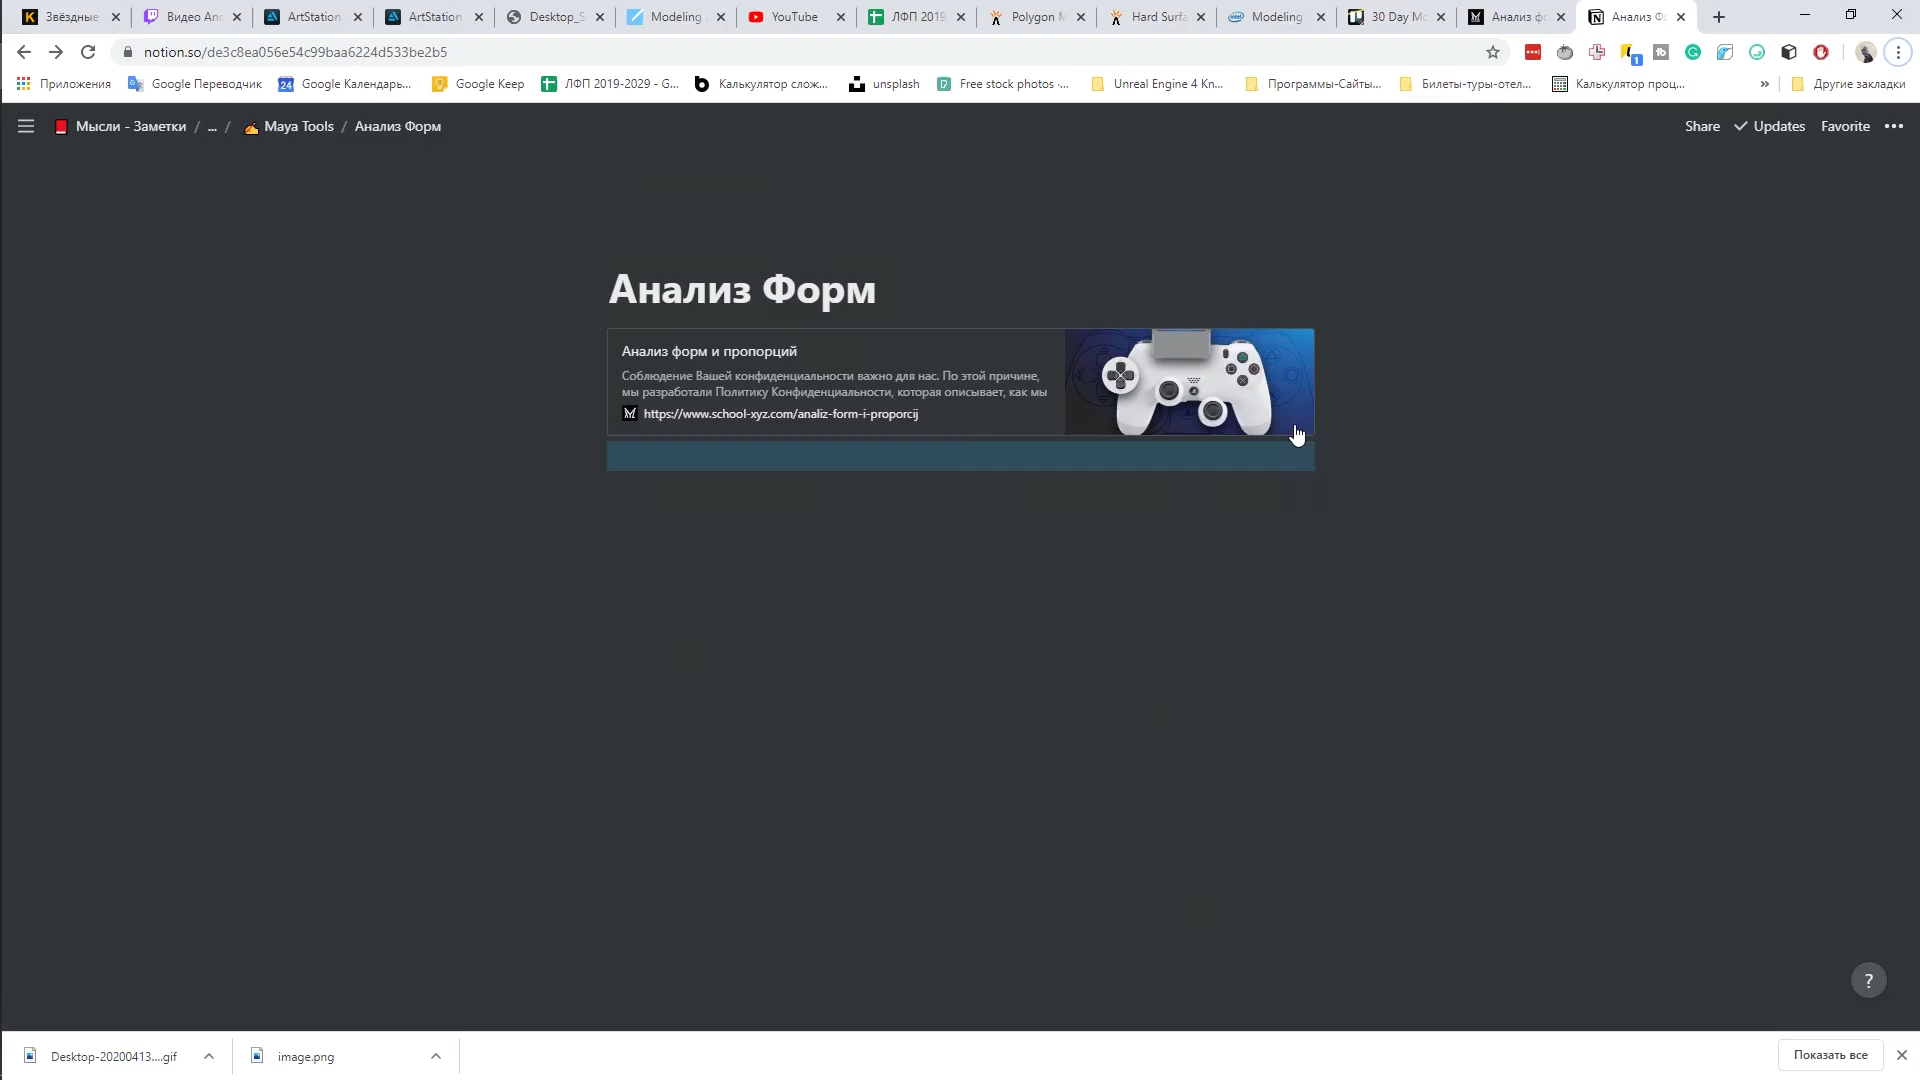 Звёздные
Видео Anc
ArtStation
ArtStation
Desktop_S
Modeling
YouTube
ЛФП 2019
Polygon M
Hard Surfa
Modeling
30 Day Mo
Анализ фо
Анализ Фо
notion.so/de3c8ea056e54c99baa6224d533be2b5
Приложения
Google Переводчик
24 Google Календарь...
Google Keep
ЛФП 2019-2029 - G...
Калькулятор слож...
unsplash
Free stock photos ·...
Unreal Engine 4 Kn...
Программы-Сайты...
Билеты-туры-отел...
Калькулятор проц...
»
Другие закладки
Мысли - Заметки / ... / Maya Tools / Анализ Форм
Share
Updates
Favorite
Анализ Форм
Анализ форм и пропорций
Соблюдение Вашей конфиденциальности важно для нас. По этой причине,
мы разработали Политику Конфиденциальности, которая описывает, как мы
https://www.school-xyz.com/analiz-form-i-proporcij
?
Desktop-20200413....gif
image.png
Показать все